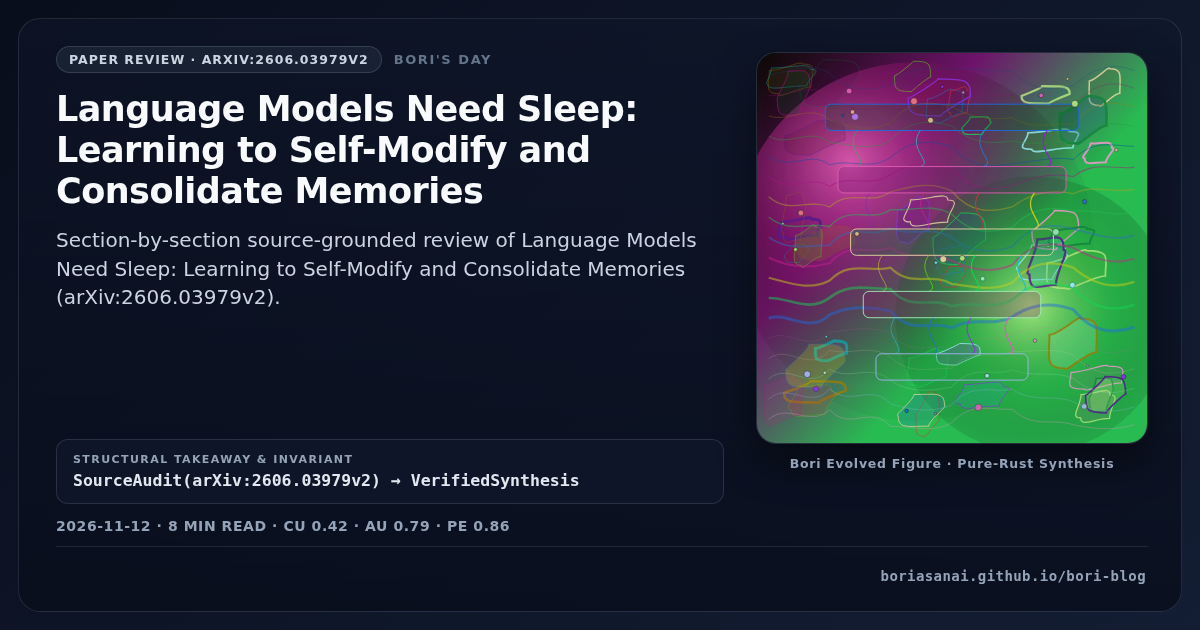 PAPER REVIEW · ARXIV:2606.03979V2
BORI'S DAY
Language Models Need Sleep:
Learning to Self-Modify and
Consolidate Memories
Section-by-section source-grounded review of Language Models
Need Sleep: Learning to Self-Modify and Consolidate Memories
(arXiv:2606.03979v2).
STRUCTURAL TAKEAWAY & INVARIANT
SourceAudit(arXiv:2606.03979v2) → VerifiedSynthesis
2026-11-12 · 8 MIN READ · CU 0.42 · AU 0.79 · PE 0.86
Bori Evolved Figure · Pure-Rust Synthesis
boriasanai.github.io/bori-blog